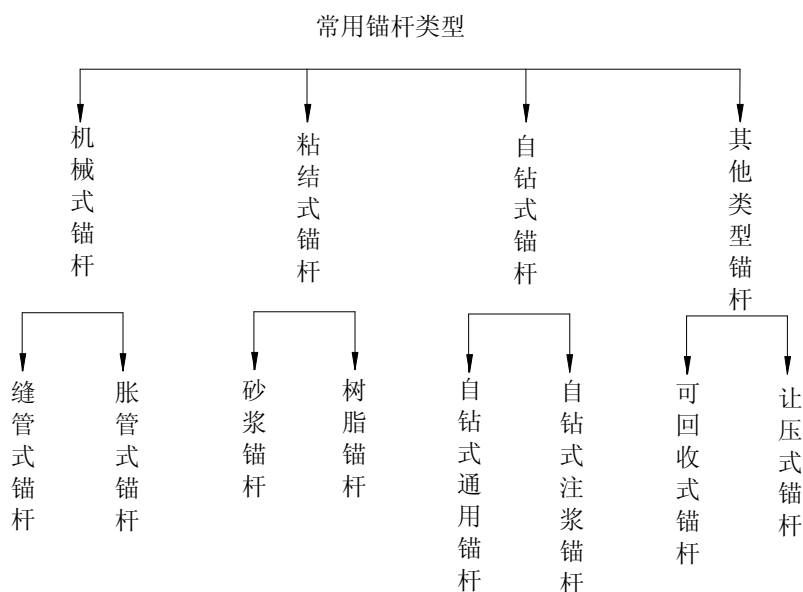 常用锚杆类型
机械式锚杆
粘结式锚杆
自钻式锚杆
其他类型锚杆
缝管式锚杆
胀管式锚杆
砂浆锚杆
树脂锚杆
自钻式通用锚杆
自钻式注浆锚杆
可回收式锚杆
让压式锚杆